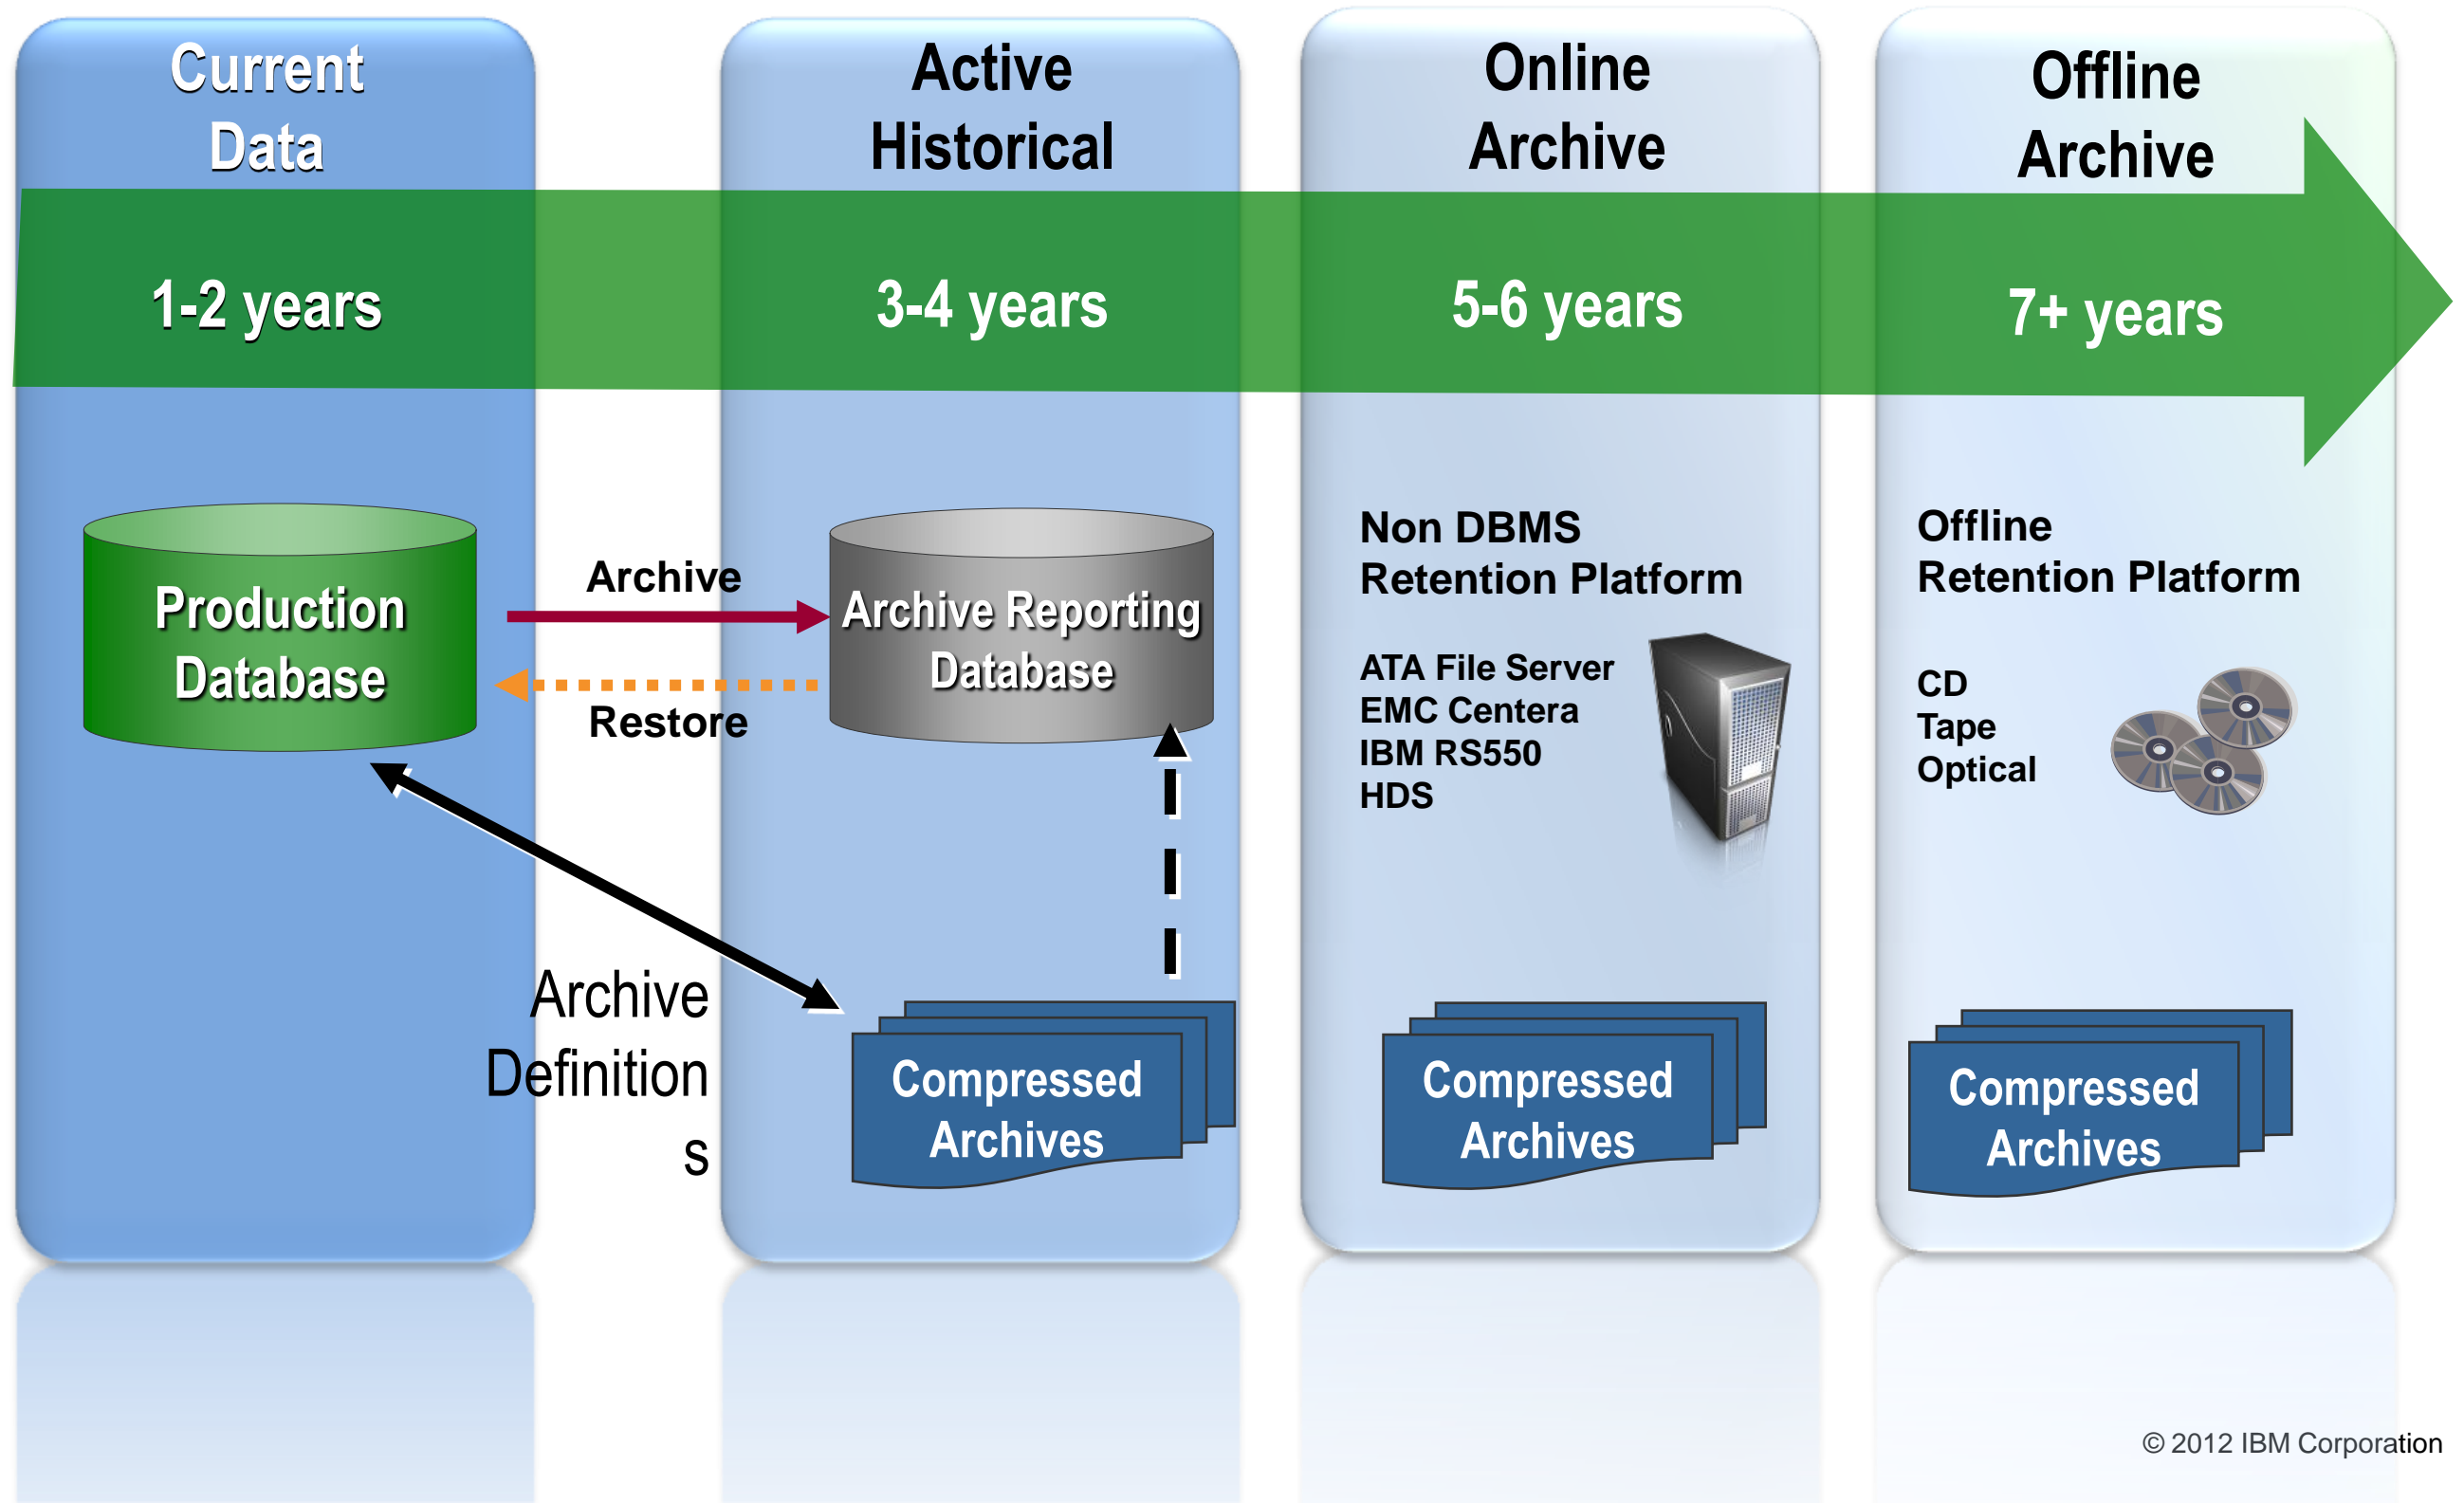 Current
Data
Active
Historical
Online
Archive
Offline
Archive
1-2 years
3-4 years
5-6 years
7+ years
Production
Database
Archive
Restore
Archive Reporting
Database
Non DBMS
Retention Platform
ATA File Server
EMC Centera
IBM RS550
HDS
Offline
Retention Platform
CD
Tape
Optical
Archive
Definition
s
Compressed
Archives
Compressed
Archives
Compressed
Archives
© 2012 IBM Corporation